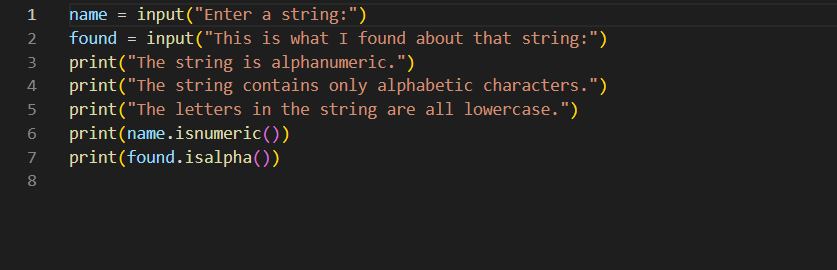 1 name = input("Enter a string:")
2 found = input("This is what I found about that string:")
3 print("The string is alphanumeric.")
4 print("The string contains only alphabetic characters.")
5 print("The letters in the string are all lowercase.")
6 print(name.isnumeric())
7 print(found.isalpha())
8